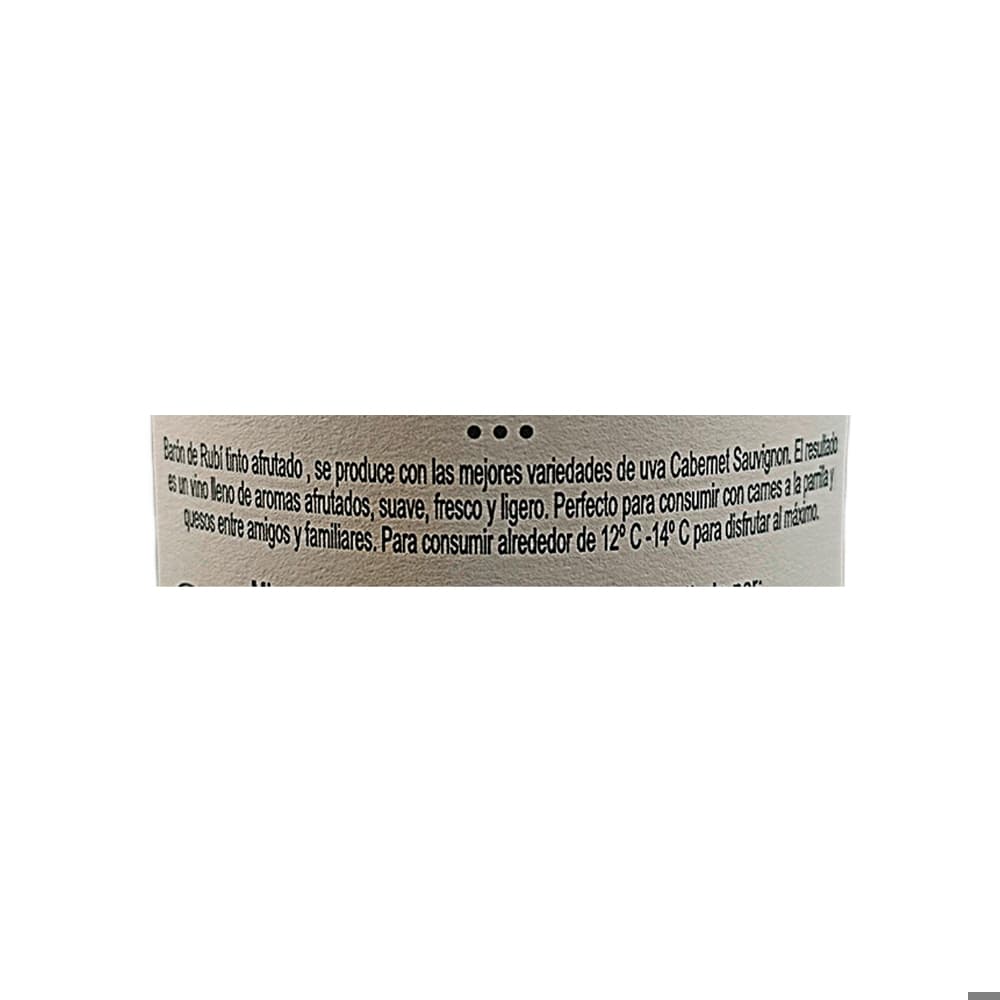 •••
Barón de Rubí tinto afrutado , se produce con las mejores variedades de uva Cabernet Sauvignon. El resultado
es un vino lleno de aromas afrutados, suave, fresco y ligero. Perfecto para consumir con carnes a la parrilla y
quesos entre amigos y familiares. Para consumir alrededor de 12º C -14º C para disfrutar al máximo.